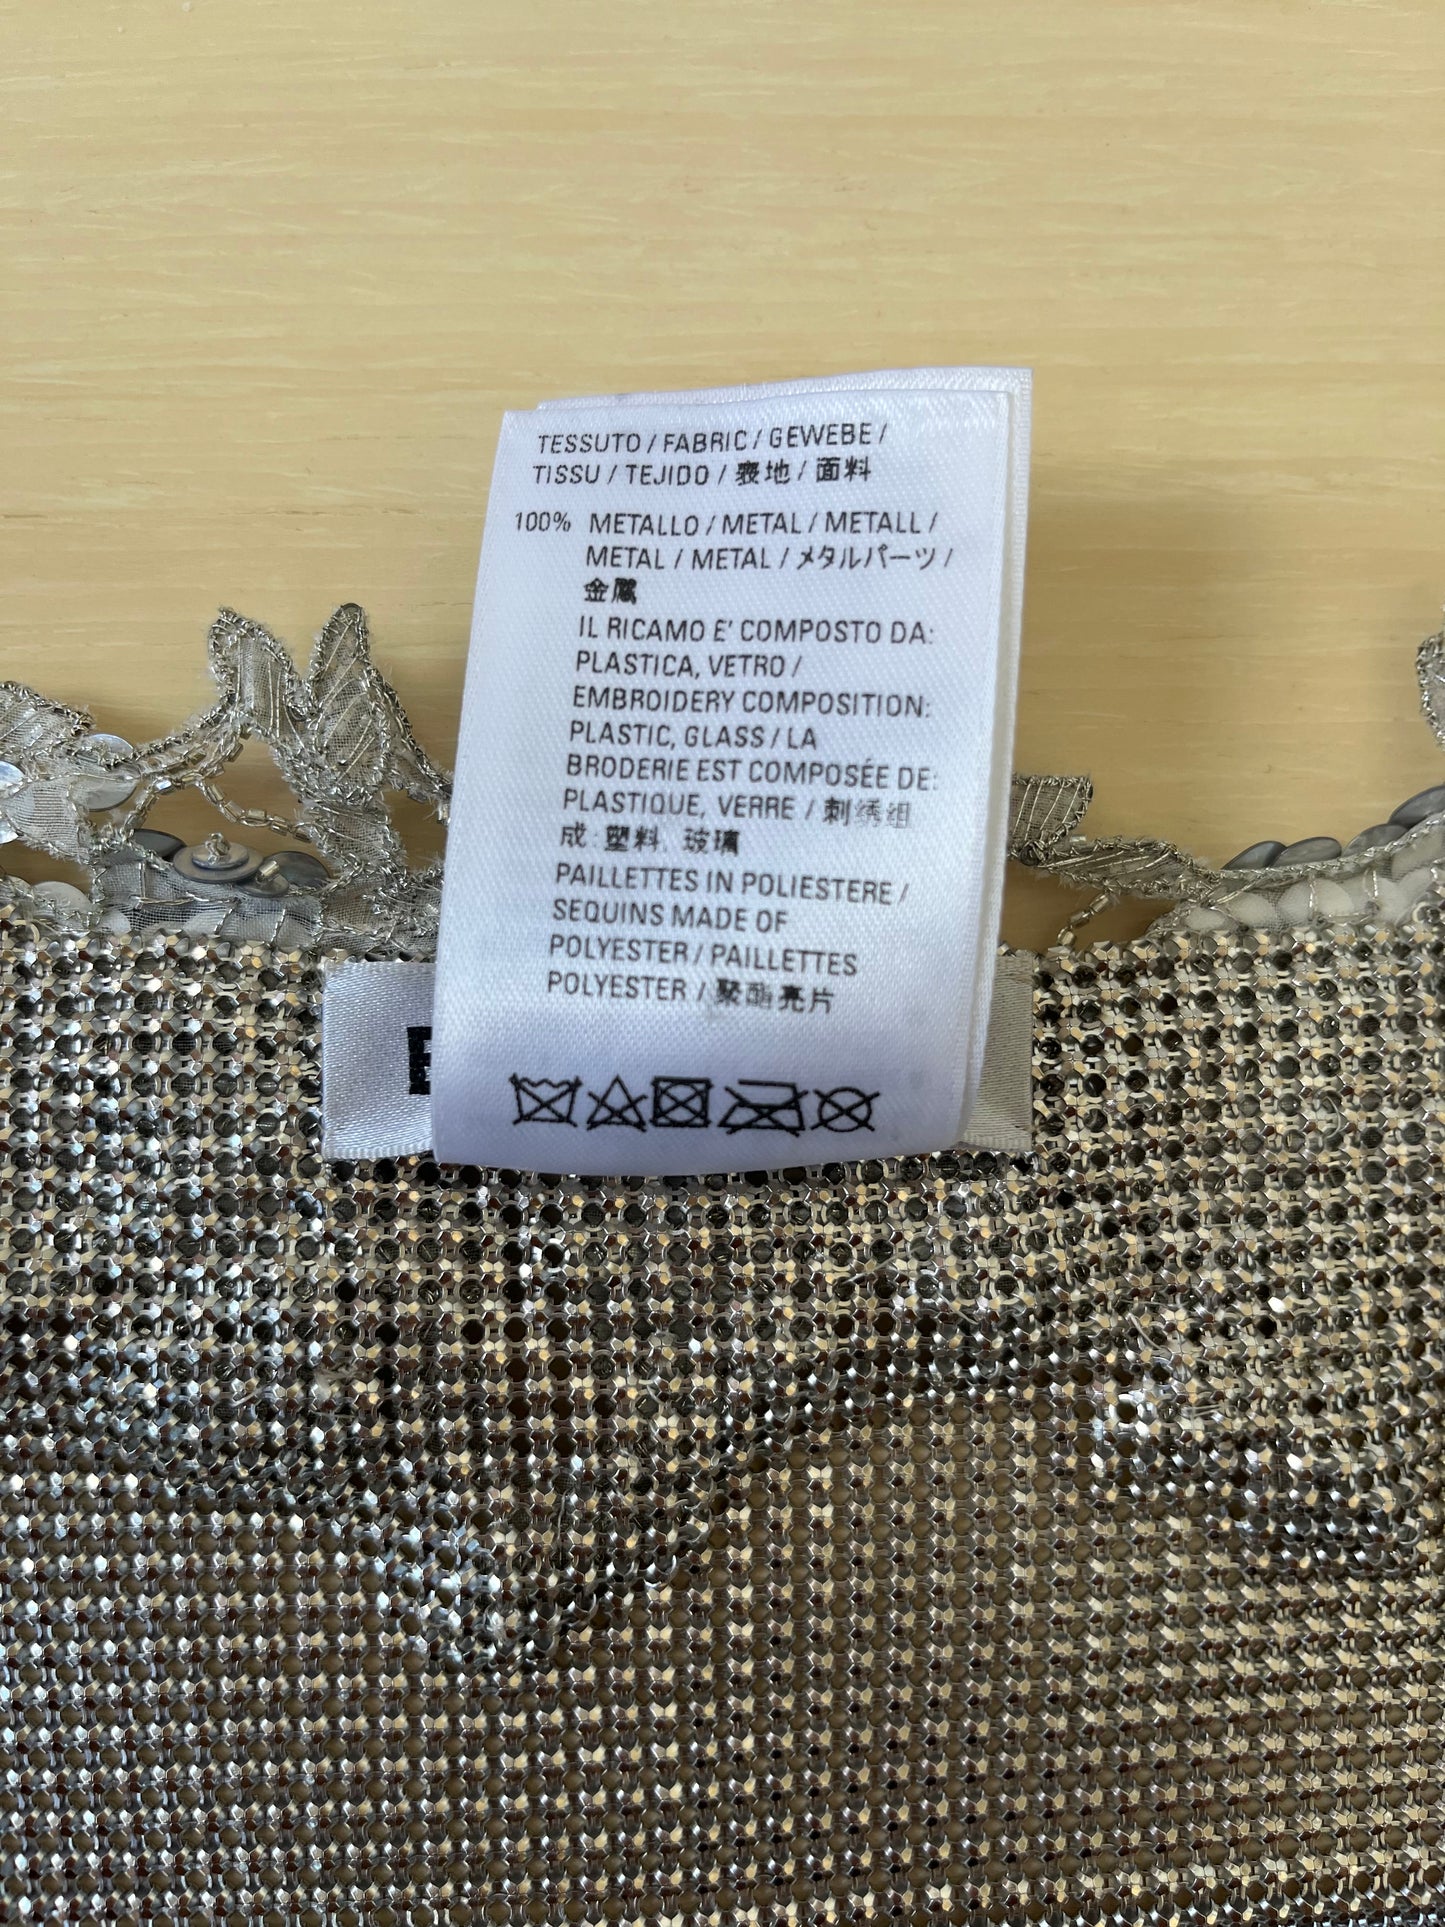 TESSUTO / FABRIC / GEWEBE /
TISSU / TEJIDO / 表地 / 面料
100% METALLO / METAL / METALL /
METAL / METAL / メタルパーツ /
金属
IL RICAMO E' COMPOSTO DA:
PLASTICA, VETRO /
EMBROIDERY COMPOSITION:
PLASTIC, GLASS / LA
BRODERIE EST COMPOSÉE DE:
PLASTIQUE, VERRE / 刺绣组
成: 塑料, 玻璃
PAILLETTES IN POLIESTERE /
SEQUINS MADE OF
POLYESTER / PAILLETTES
POLYESTER / 聚酯亮片